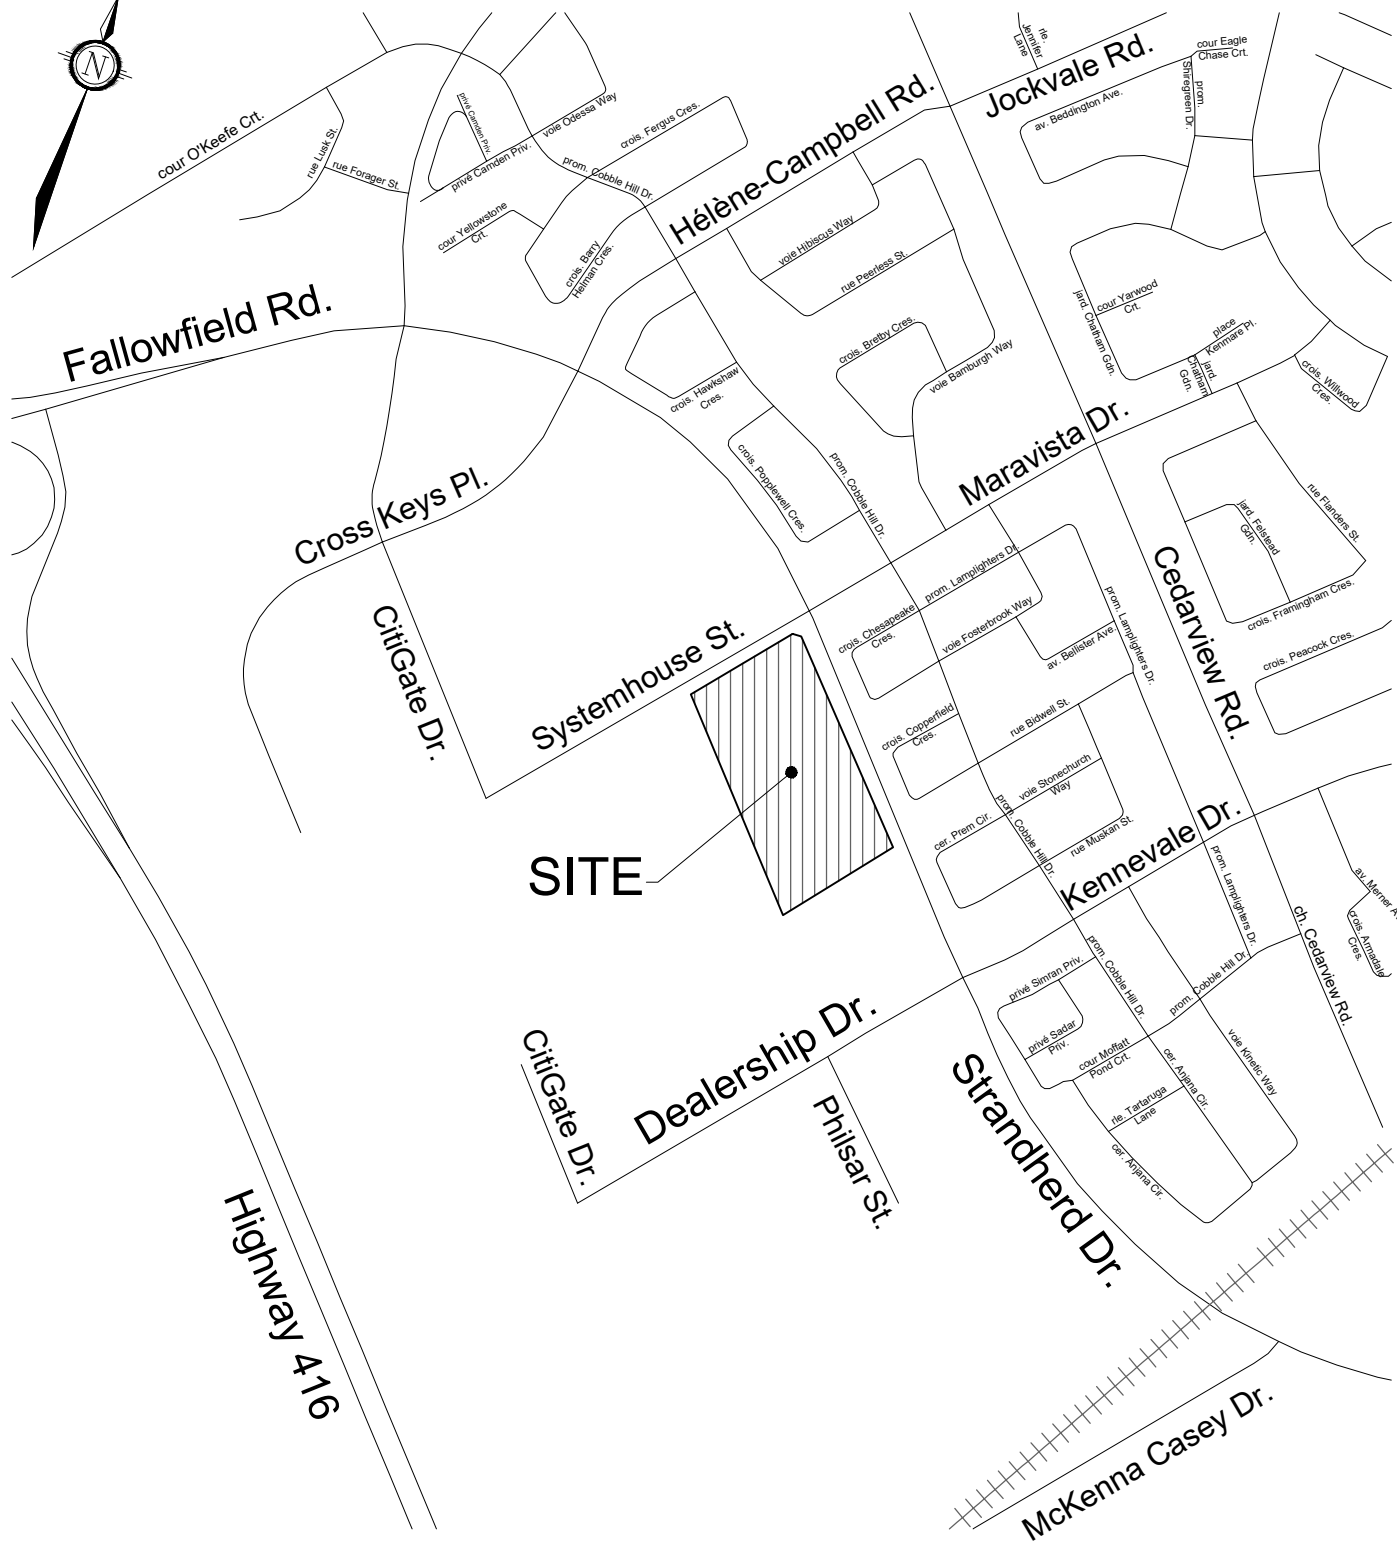 N
rle.
Jennifer
Lane
Jockvale Rd.
cour Eagle
Chase Crt.
prom.
Shiregreen Dr.
av. Beddington Ave.
cour O'Keefe Crt.
rue Lusk St.
rue Forager St.
privé Camden Priv.
privé Camden Priv.
voie Odessa Way
crois. Fergus Cres.
prom. Cobble Hill Dr.
cour Yellowstone
Crt.
crois. Barry
Helman Cres.
Hélène-Campbell Rd.
voie Hibiscus Way
rue Peerless St.
crois. Bretby Cres.
voie Bamburgh Way
cour Yarwood
Crt.
jard. Chatham Gdn.
place
Kenmare Pl.
jard.
Chatham
Gdn.
crois. Willwood
Cres.
Fallowfield Rd.
crois. Hawkshaw
Cres.
crois. Popplewell Cres.
prom. Cobble Hill Dr.
Maravista Dr.
rue Flanders St.
jard. Felstead
Gdn.
crois. Framingham Cres.
crois. Peacock Cres.
Cross Keys Pl.
CitiGate Dr.
Systemhouse St.
crois. Chesapeake
Cres.
prom. Lamplighters Dr.
voie Fosterbrook Way
av. Bellister Ave.
prom. Lamplighters Dr.
Cedarview Rd.
crois. Copperfield
Cres.
rue Bidwell St.
voie Stonechurch
Way
cer. Prem Cir.
prom. Cobble Hill Dr.
rue Muskan St.
SITE
Kennevale Dr.
prom. Lamplighters Dr.
av. Merner A
crois. Armadale
Cres.
ch. Cedarview Rd.
privé Simran Priv.
prom. Cobble Hill Dr.
prom. Cobble Hill Dr.
privé Sadar
Priv.
cour Moffatt
Pond Crt.
cer. Anjana Cir.
voie Kinetic Way
rle. Tartaruga
Lane
cer. Anjana Cir.
CitiGate Dr.
Dealership Dr.
Philsar St.
Strandherd Dr.
Highway 416
McKenna Casey Dr.